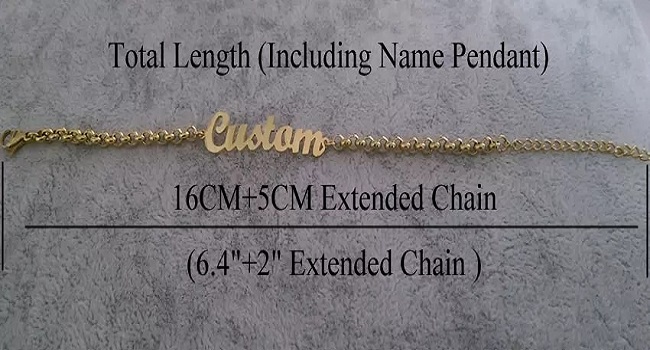 Total Length (Including Name Pendant)
Custom
16CM+5CM Extended Chain
(6.4"+2" Extended Chain )